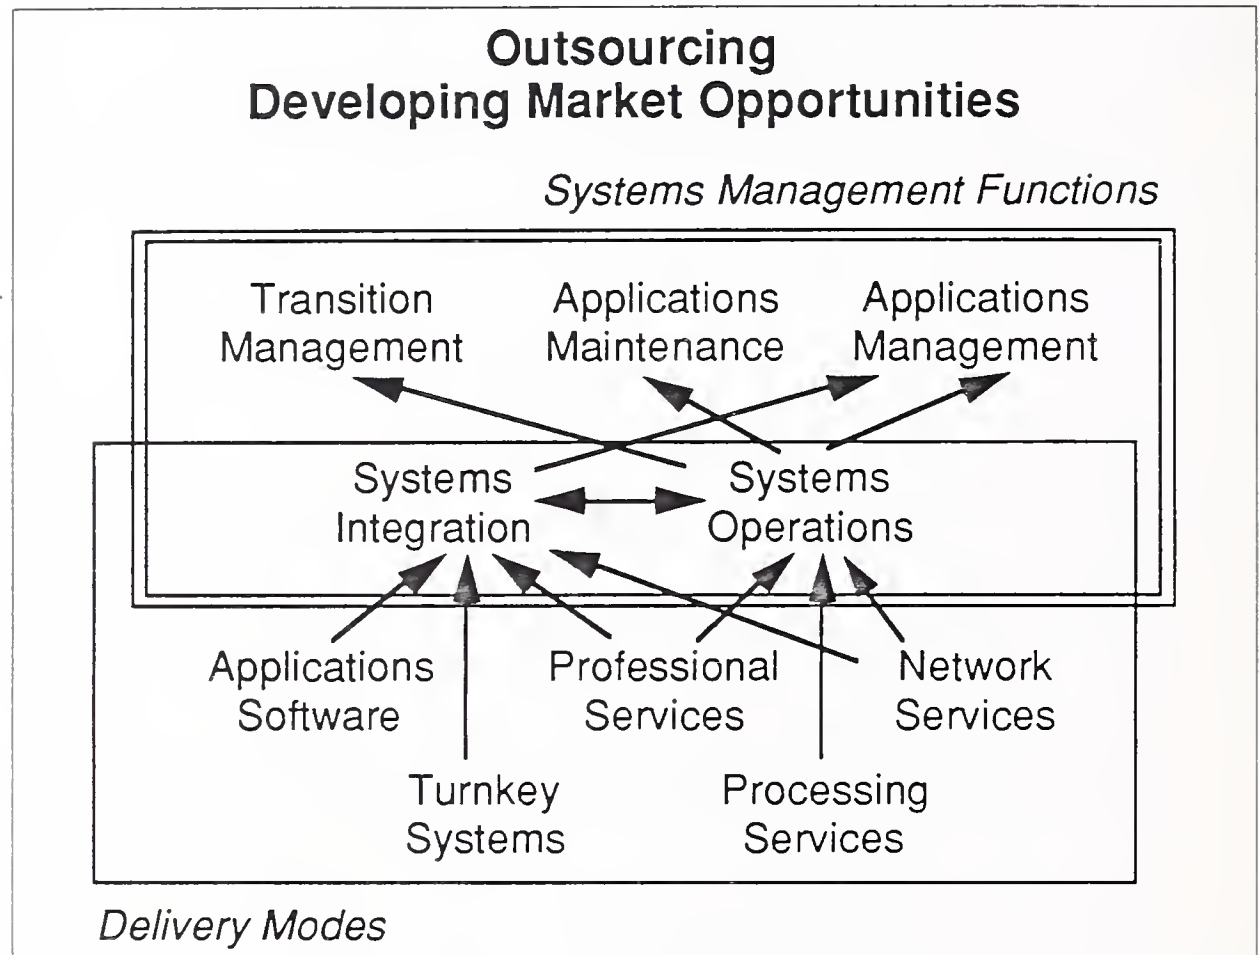 Outsourcing
Developing Market Opportunities
Systems Management Functions
Transition
Management
Applications
Maintenance
Applications
Management
Systems
Integration
Systems
Operations
Applications
Software
Professional
Services
Network
Services
Turnkey
Systems
Processing
Services
Delivery Modes